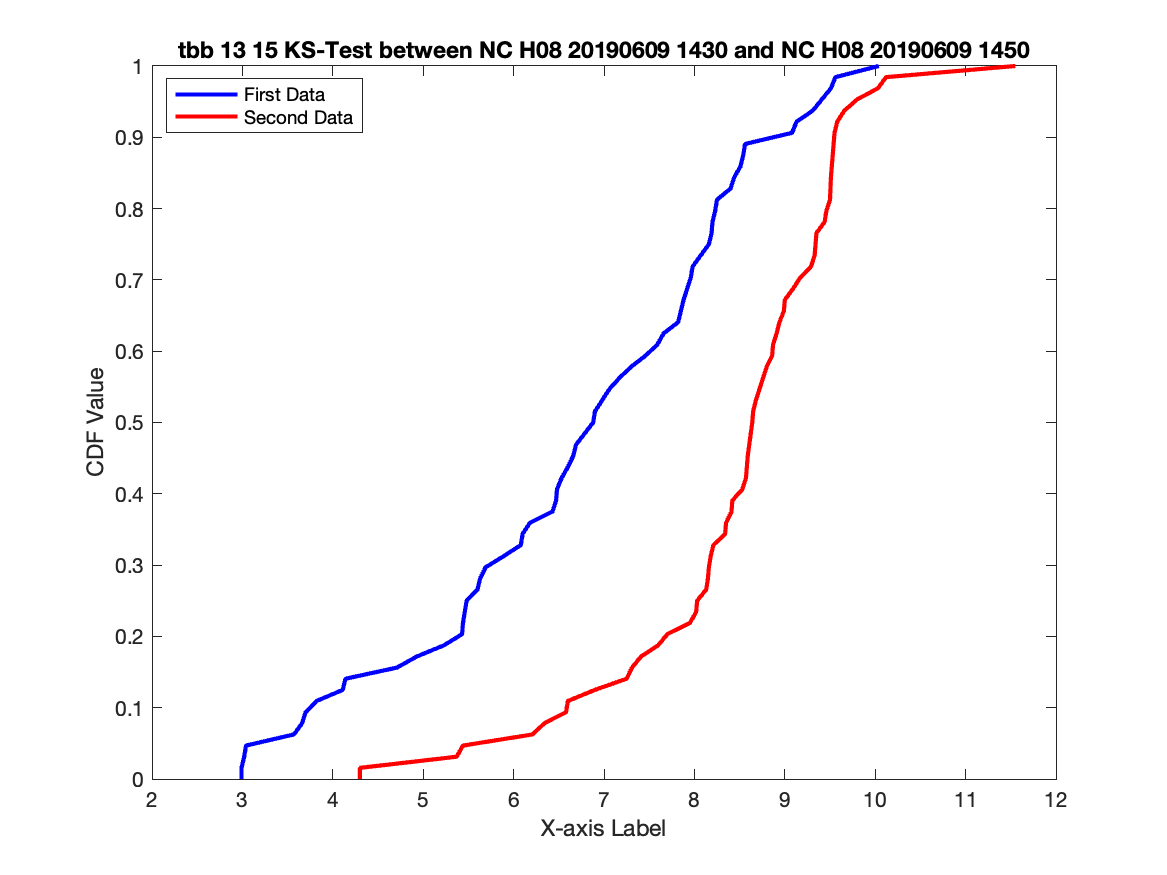 tbb 13 15 KS-Test between NC H08 20190609 1430 and NC H08 20190609 1450
First Data
Second Data
1
0.9
0.8
0.7
0.6
0.5
0.4
0.3
0.2
0.1
0
CDF Value
2 3 4 5 6 7 8 9 10 11 12
X-axis Label